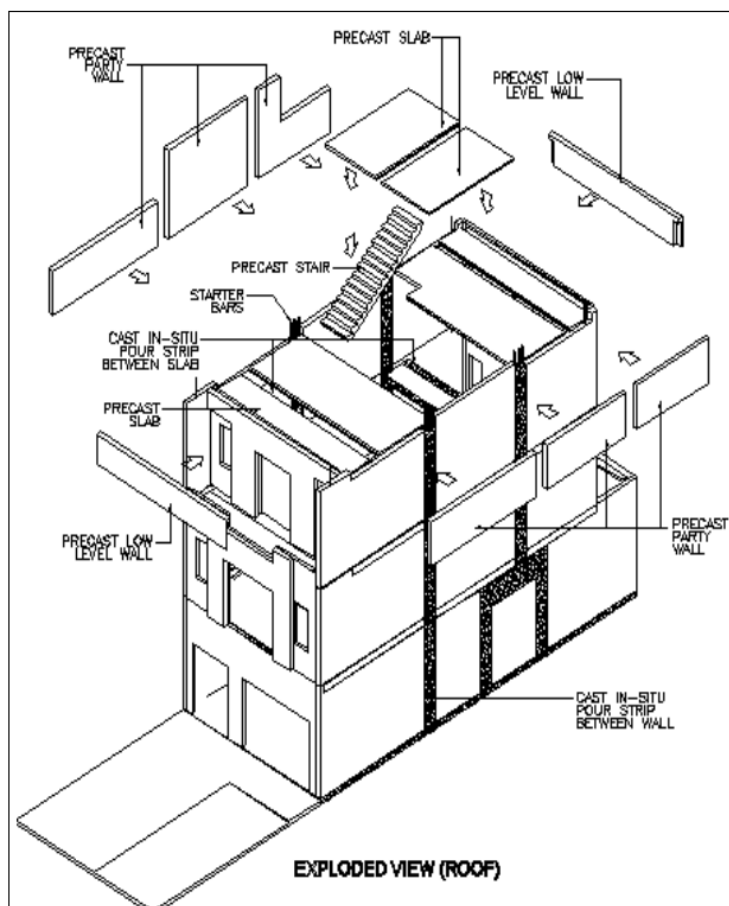 PRECAST
PARTY
WALL
PRECAST SLAB
PRECAST LOW
LEVEL WALL
PRECAST STAIR
STARTER
BARS
CAST IN-SITU
POUR STRIP
BETWEEN SLAB
PRECAST
SLAB
PRECAST LOW
LEVEL WALL
PRECAST
PARTY
WALL
CAST IN-SITU
POUR STRIP
BETWEEN WALL
EXPLODED VIEW (ROOF)